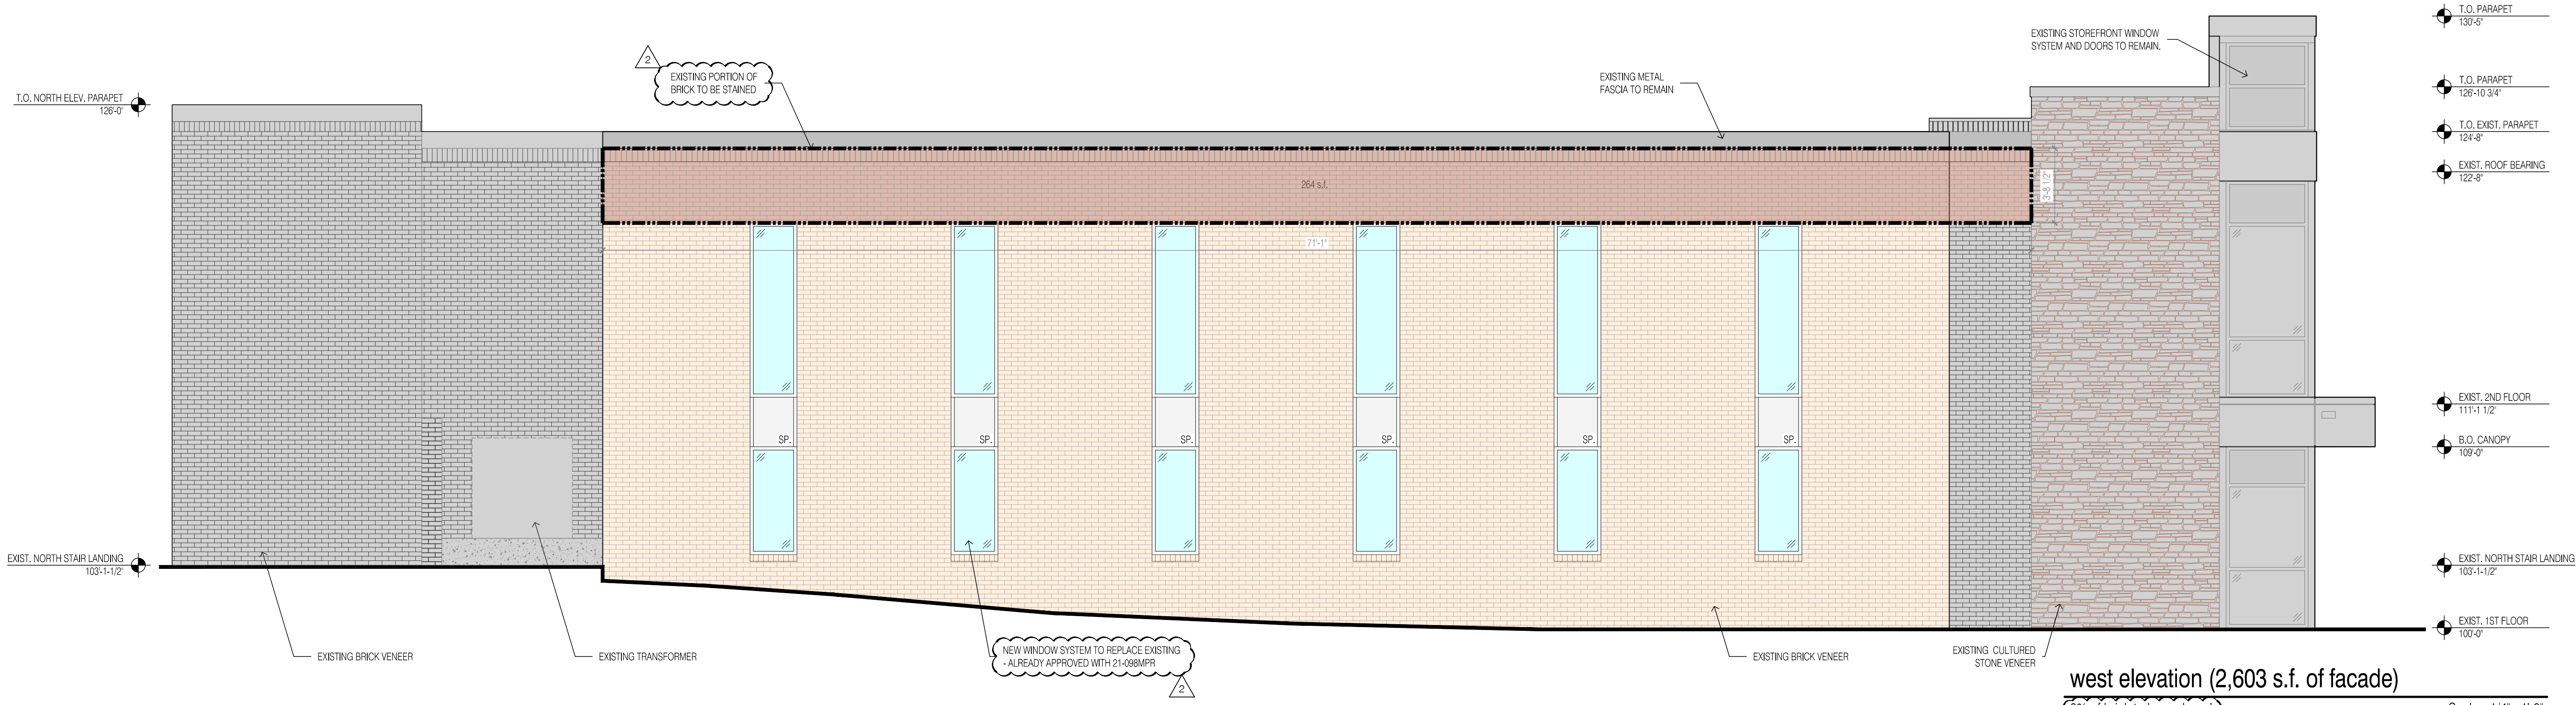 T.O. PARAPET
130'-5"
EXISTING STOREFRONT WINDOW
SYSTEM AND DOORS TO REMAIN.
2
EXISTING PORTION OF
BRICK TO BE STAINED
EXISTING METAL
FASCIA TO REMAIN
T.O. PARAPET
126'-10 3/4"
T.O. NORTH ELEV. PARAPET
126'-0"
T.O. EXIST. PARAPET
124'-8"
EXIST. ROOF BEARING
122'-8"
264 s.f.
3'-8 1/2"
71'-1"
EXIST. 2ND FLOOR
111'-1 1/2"
SP.
SP.
SP.
SP.
SP.
SP.
B.O. CANOPY
109'-0"
EXIST. NORTH STAIR LANDING
103'-1-1/2"
EXIST. NORTH STAIR LANDING
103'-1-1/2"
EXIST. 1ST FLOOR
100'-0"
EXISTING BRICK VENEER
EXISTING TRANSFORMER
NEW WINDOW SYSTEM TO REPLACE EXISTING
- ALREADY APPROVED WITH 21-098MPR
2
EXISTING BRICK VENEER
EXISTING CULTURED
STONE VENEER
west elevation (2,603 s.f. of facade)